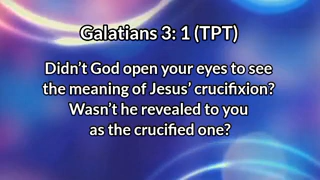 Galatians 3: 1 (TPT)
Didn’t God open your eyes to see
the meaning of Jesus’ crucifixion?
Wasn’t he revealed to you
as the crucified one?